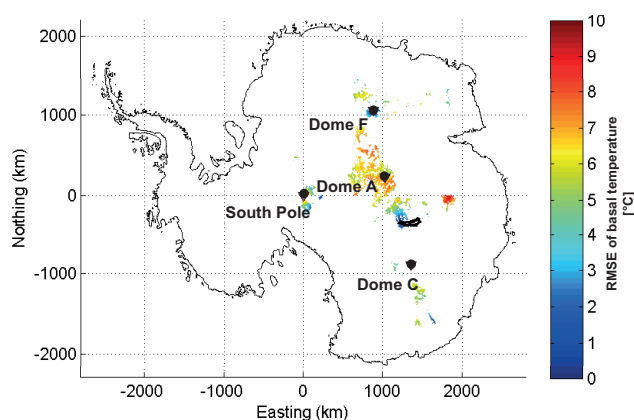 2000
1000
0
-1000
-2000
Northing (km)
-2000
-1000
0
1000
2000
Easting (km)
Dome F
Dome A
South Pole
Dome C
10
9
8
7
6
5
4
3
2
1
0
RMSE of basal temperature
[°C]